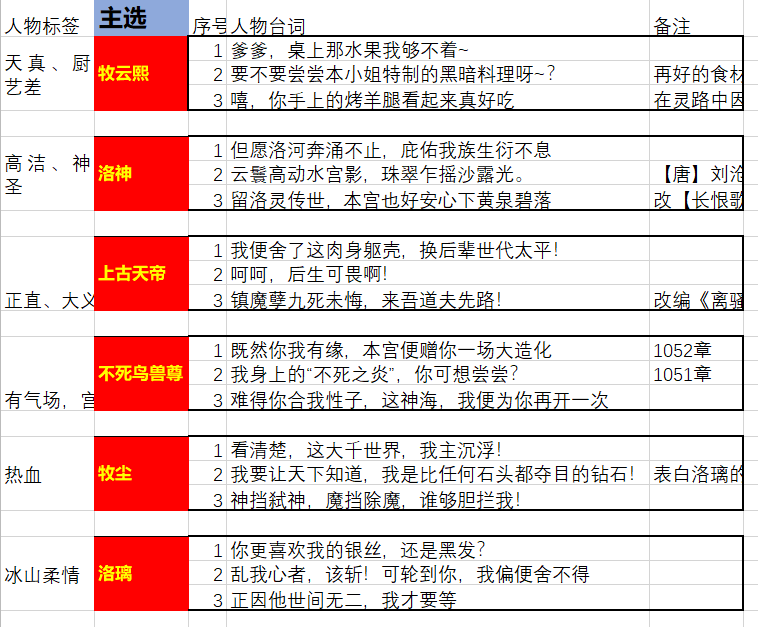 人物标签 主选 序号 人物台词 备注
天真、厨艺差 牧云熙 1 爹爹，桌上那水果我够不着~
2 要不要尝尝本小姐特制的黑暗料理呀~？ 再好的食材
3 嘻，你手上的烤羊腿看起来真好吃 在灵路中因
高洁、神圣 洛神 1 但愿洛河奔涌不止，庇佑我族生衍不息
2 云鬟高动水宫影，珠翠乍摇沙露光。 【唐】刘沧
3 留洛灵传世，本宫也好安心下黄泉碧落 改【长恨歌
正直、大义 上古天帝 1 我便舍了这肉身躯壳，换后辈世代太平！
2 呵呵，后生可畏啊！
3 镇魔孽九死未悔，来吾道夫先路！ 改编《离骚
有气场，宫 不死鸟兽尊 1 既然你我有缘，本宫便赠你一场大造化 1052章
2 我身上的“不死之炎”，你可想尝尝？ 1051章
3 难得你合我性子，这神海，我便为你再开一次
热血 牧尘 1 看清楚，这大千世界，我主沉浮！
2 我要让天下知道，我是比任何石头都夺目的钻石！ 表白洛璃的
3 神挡弑神，魔挡除魔，谁够胆拦我！
冰山柔情 洛璃 1 你更喜欢我的银丝，还是黑发？
2 乱我心者，该斩！可轮到你，我偏便舍不得
3 正因他世间无二，我才要等